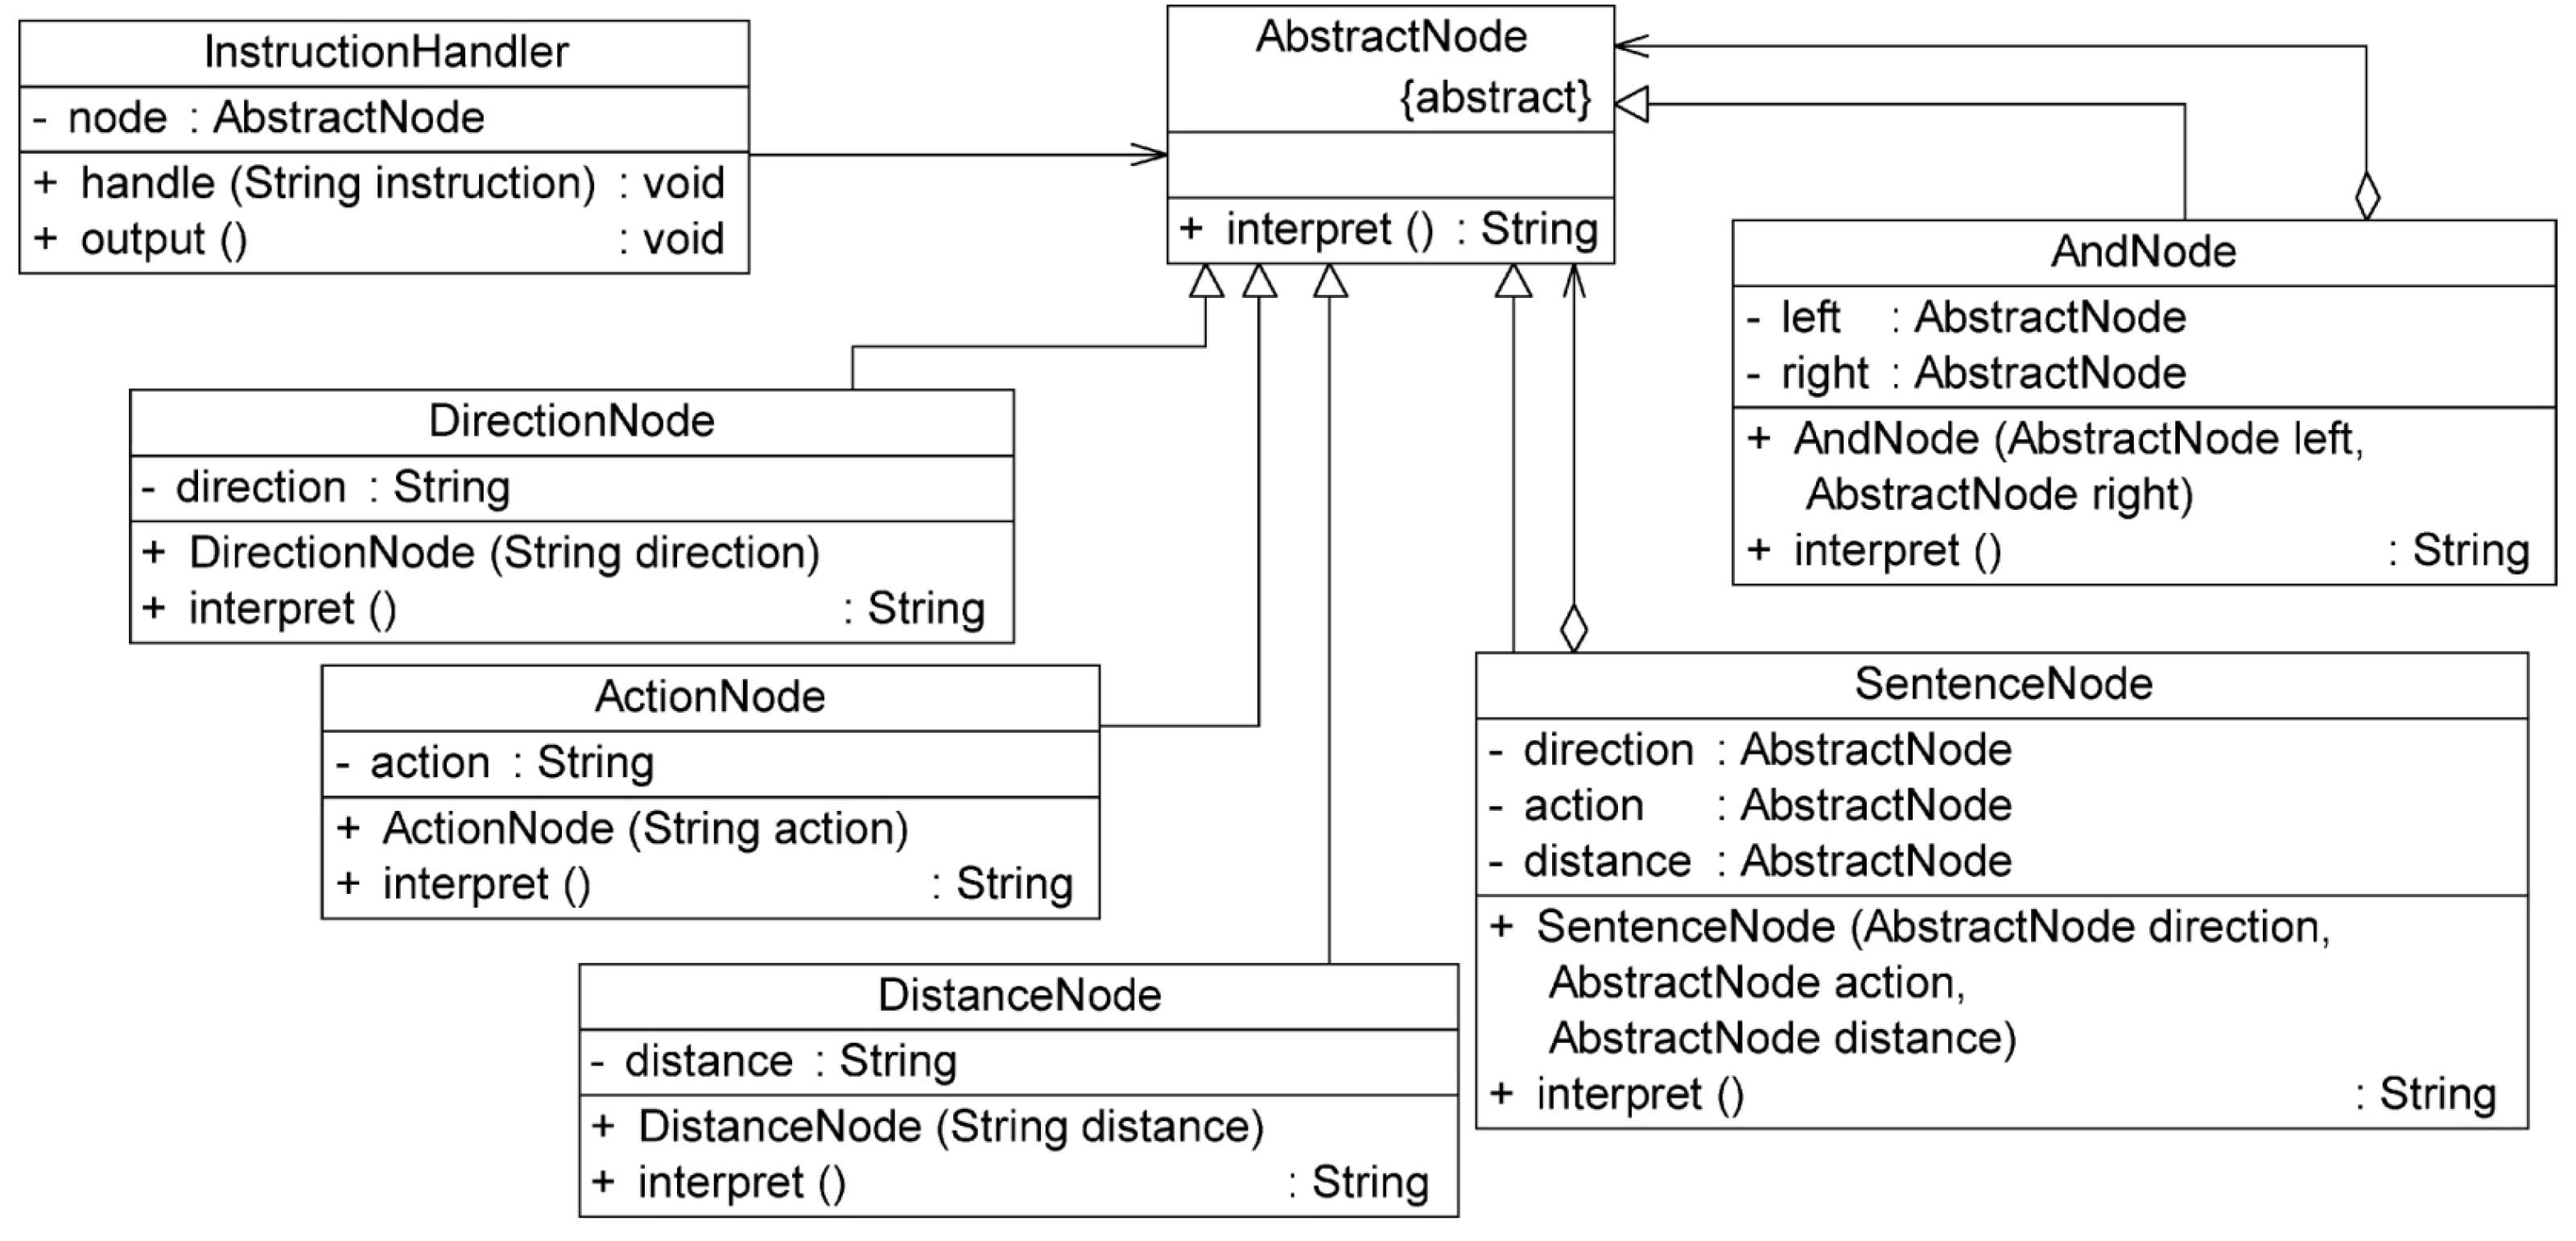 InstructionHandler
- node : AbstractNode
+ handle (String instruction) : void
+ output () : void
AbstractNode
{abstract}
+ interpret () : String
AndNode
- left : AbstractNode
- right : AbstractNode
+ AndNode (AbstractNode left,
AbstractNode right)
+ interpret () : String
DirectionNode
- direction : String
+ DirectionNode (String direction)
+ interpret () : String
ActionNode
- action : String
+ ActionNode (String action)
+ interpret () : String
SentenceNode
- direction : AbstractNode
- action : AbstractNode
- distance : AbstractNode
+ SentenceNode (AbstractNode direction,
AbstractNode action,
AbstractNode distance)
+ interpret () : String
DistanceNode
- distance : String
+ DistanceNode (String distance)
+ interpret () : String